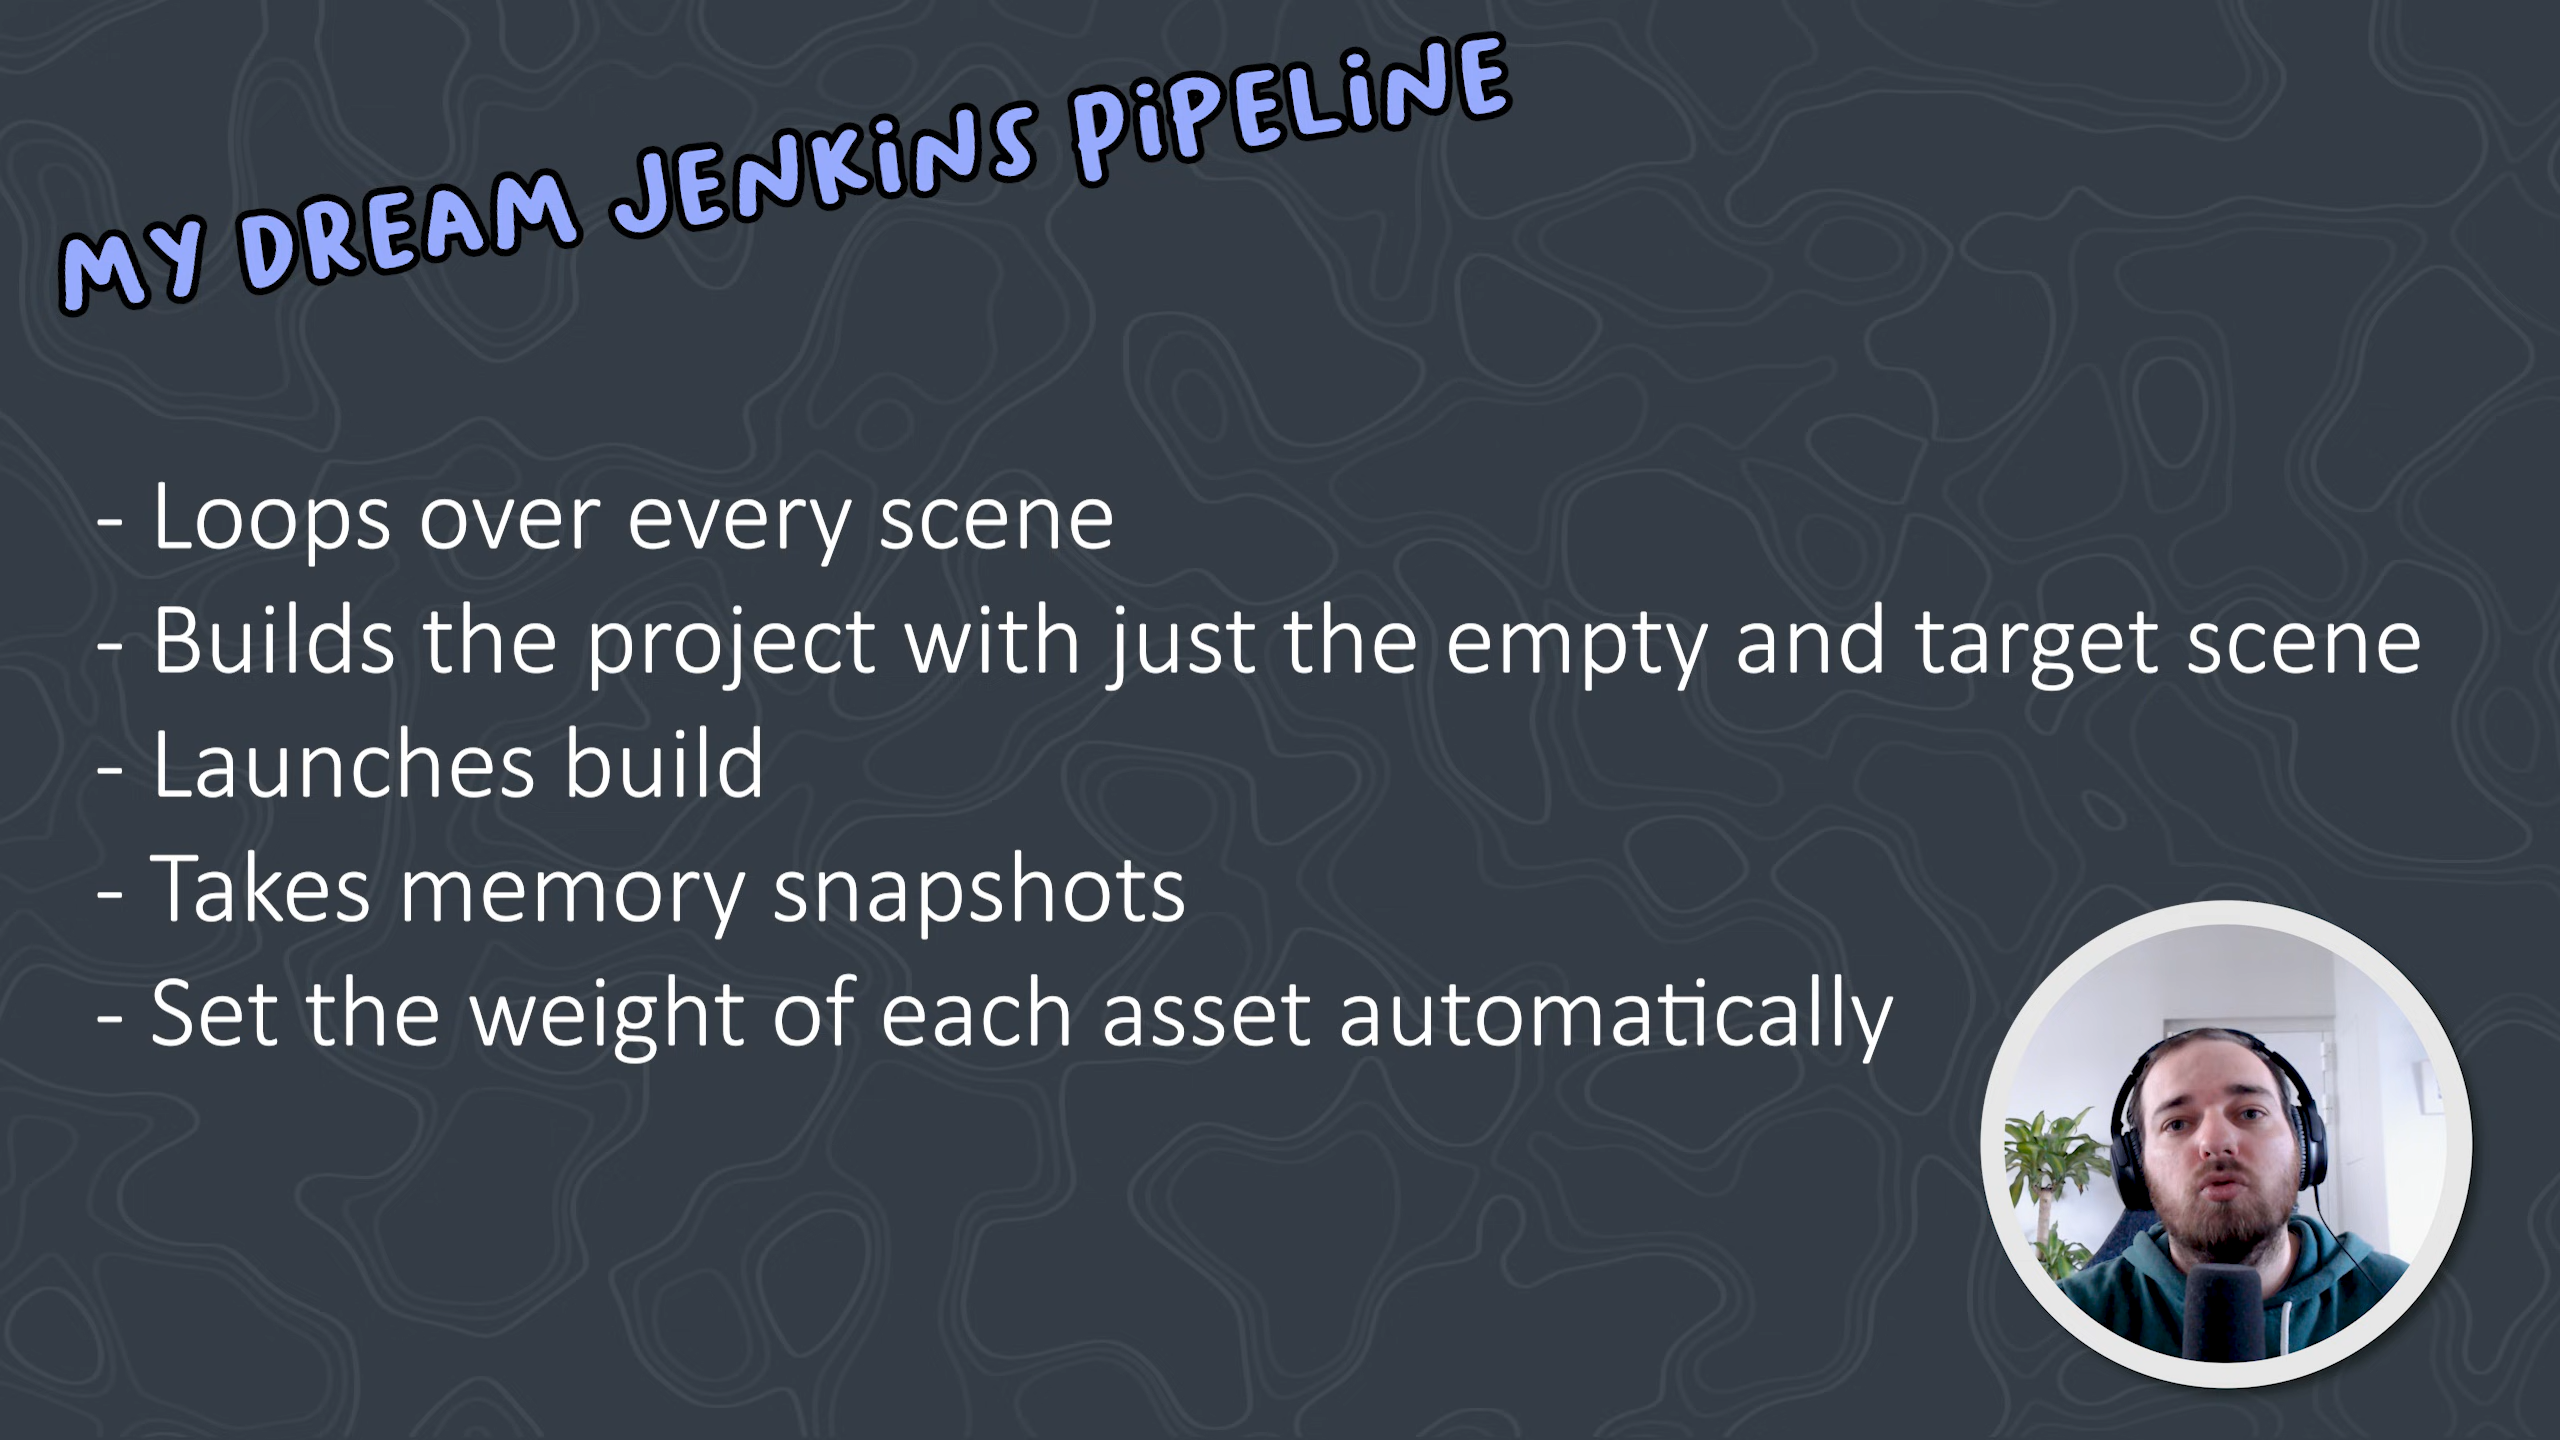 MY DREAM JENKiNS PiPELiNE
- Loops over every scene
- Builds the project with just the empty and target scene
- Launches build
- Takes memory snapshots
- Set the weight of each asset automatically